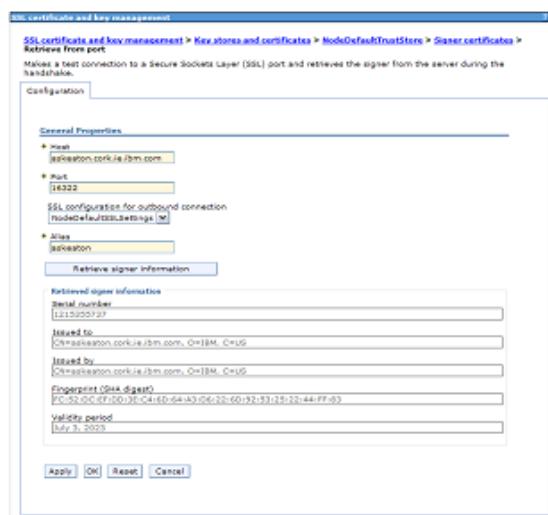 SSL certificate and key management
SSL certificate and key management > Key stores and certificates > NodeDefaultTrustStore > Signer certificates >
Retrieve from port
Makes a test connection to a Secure Sockets Layer (SSL) port and retrieves the signer from the server during the
handshake.
Configuration
General Properties
Host
askeaton.cork.ie.ibm.com
Port
16322
SSL configuration for outbound connection
NodeDefaultSSLSettings
Alias
askeaton
Retrieve signer information
Retrieved signer information
Serial number
1215355737
Issued to
CN=askeaton.cork.ie.ibm.com, O=IBM, C=US
Issued by
CN=askeaton.cork.ie.ibm.com, O=IBM, C=US
Fingerprint (SHA digest)
Validity period
July 3, 2023
Apply OK Reset Cancel